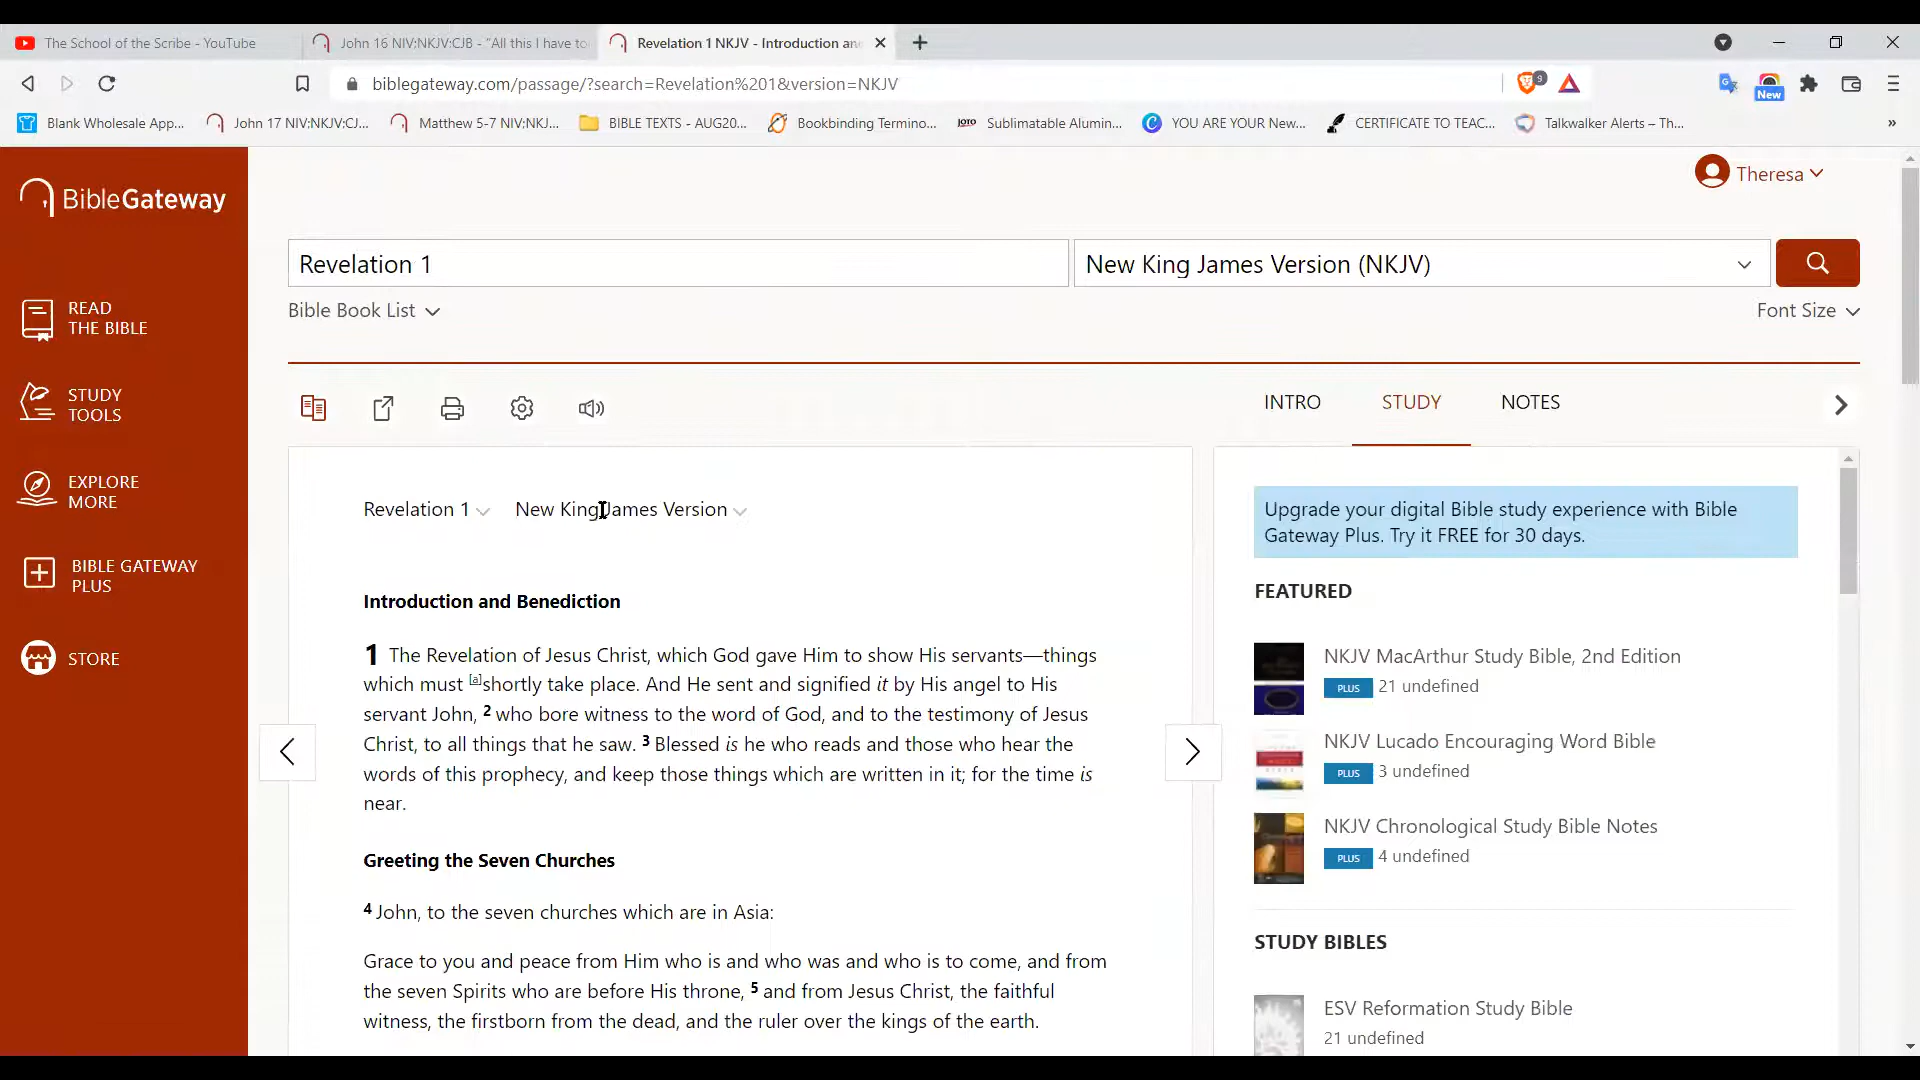 The School of the Scribe - YouTube
John 16 NIV;NKJV;CJB - "All this I have to
Revelation 1 NKJV - Introduction an
biblegateway.com/passage/?search=Revelation%201&version=NKJV
9
New
Blank Wholesale App...
John 17 NIV;NKJV;CJ...
Matthew 5-7 NIV;NKJ...
BIBLE TEXTS - AUG20...
Bookbinding Termino...
JOTO
Sublimatable Alumin...
YOU ARE YOUR New...
CERTIFICATE TO TEAC...
Talkwalker Alerts – Th...
»
BibleGateway
Theresa
READ
THE BIBLE
STUDY
TOOLS
EXPLORE
MORE
BIBLE GATEWAY
PLUS
STORE
Revelation 1
New King James Version (NKJV)
Bible Book List
Font Size
INTRO
STUDY
NOTES
Revelation 1
New King James Version
Introduction and Benediction
1 The Revelation of Jesus Christ, which God gave Him to show His servants—things
which must [a]shortly take place. And He sent and signified it by His angel to His
servant John, 2 who bore witness to the word of God, and to the testimony of Jesus
Christ, to all things that he saw. 3 Blessed is he who reads and those who hear the
words of this prophecy, and keep those things which are written in it; for the time is
near.
Greeting the Seven Churches
4 John, to the seven churches which are in Asia:
Grace to you and peace from Him who is and who was and who is to come, and from
the seven Spirits who are before His throne, 5 and from Jesus Christ, the faithful
witness, the firstborn from the dead, and the ruler over the kings of the earth.
Upgrade your digital Bible study experience with Bible
Gateway Plus. Try it FREE for 30 days.
FEATURED
NKJV MacArthur Study Bible, 2nd Edition
PLUS 21 undefined
NKJV Lucado Encouraging Word Bible
PLUS 3 undefined
NKJV Chronological Study Bible Notes
PLUS 4 undefined
STUDY BIBLES
ESV Reformation Study Bible
21 undefined